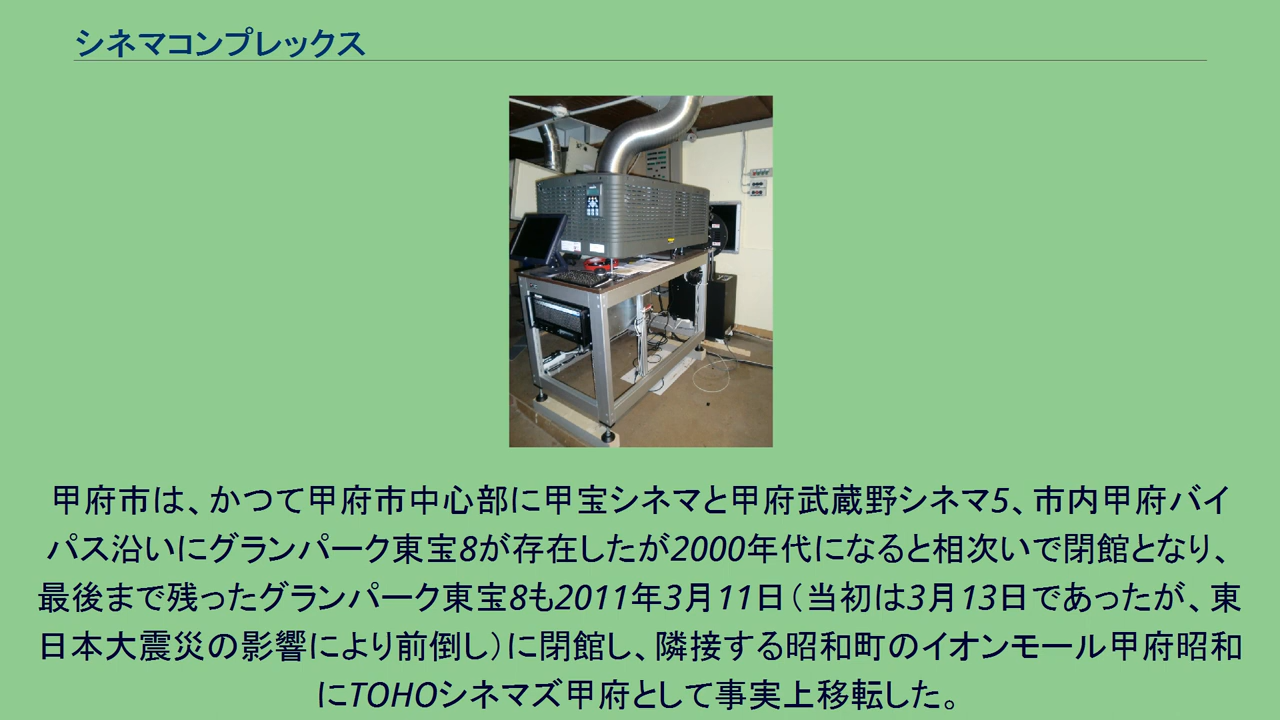 シネマコンプレックス
甲府市は、かつて甲府市中心部に甲宝シネマと甲府武蔵野シネマ5、市内甲府バイ
パス沿いにグランパーク東宝8が存在したが2000年代になると相次いで閉館となり、
最後まで残ったグランパーク東宝8も2011年3月11日（当初は3月13日であったが、東
日本大震災の影響により前倒し）に閉館し、隣接する昭和町のイオンモール甲府昭和
にTOHOシネマズ甲府として事実上移転した。